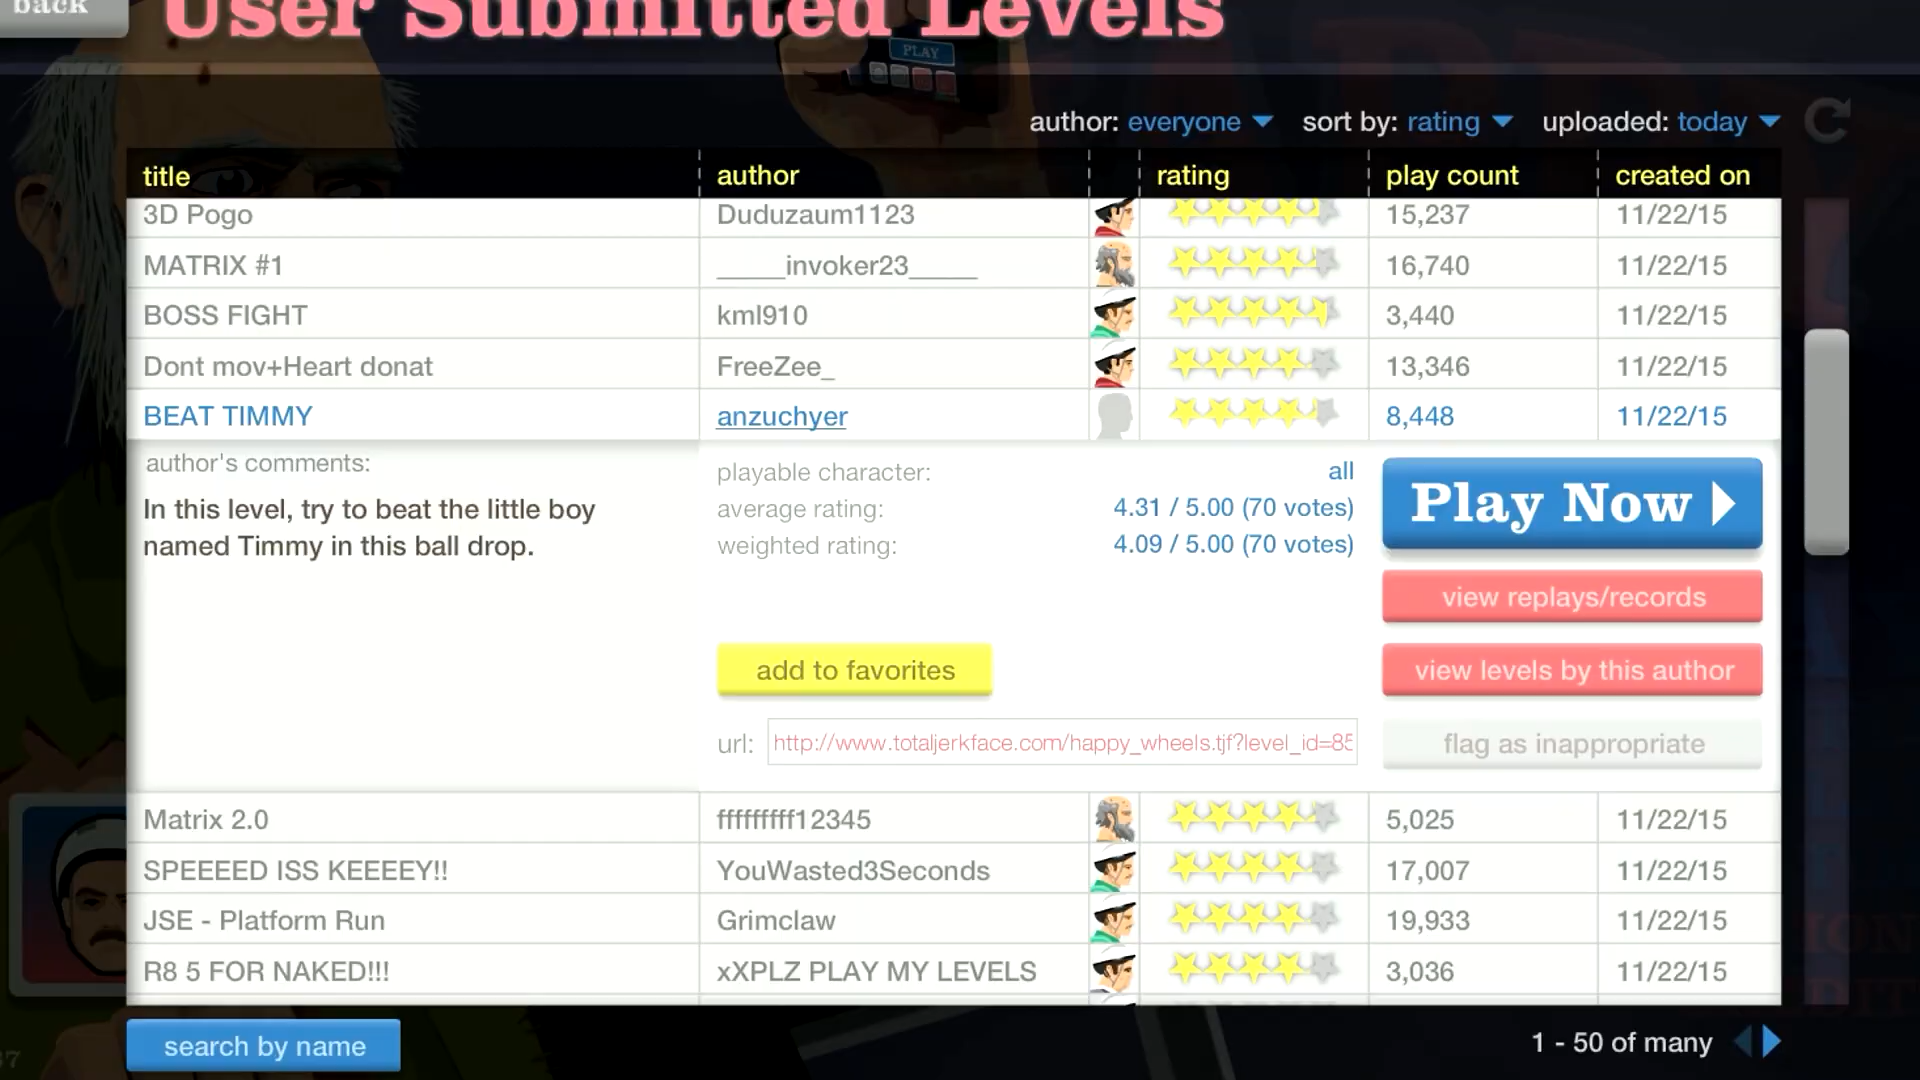 back
User Submitted Levels
PLAY
author: everyone sort by: rating uploaded: today
title author rating play count created on
3D Pogo Duduzaum1123 15,237 11/22/15
MATRIX #1 _____invoker23_____ 16,740 11/22/15
BOSS FIGHT kml910 3,440 11/22/15
Dont mov+Heart donat FreeZee_ 13,346 11/22/15
BEAT TIMMY anzuchyer 8,448 11/22/15
author's comments:
In this level, try to beat the little boy
named Timmy in this ball drop.
playable character: all
average rating: 4.31 / 5.00 (70 votes)
weighted rating: 4.09 / 5.00 (70 votes)
Play Now
view replays/records
add to favorites
view levels by this author
url: http://www.totaljerkface.com/happy_wheels.tjf?level_id=85
flag as inappropriate
Matrix 2.0 fffffffff12345 5,025 11/22/15
SPEEEED ISS KEEEEY!! YouWasted3Seconds 17,007 11/22/15
JSE - Platform Run Grimclaw 19,933 11/22/15
R8 5 FOR NAKED!!! xXPLZ PLAY MY LEVELS 3,036 11/22/15
search by name
1 - 50 of many